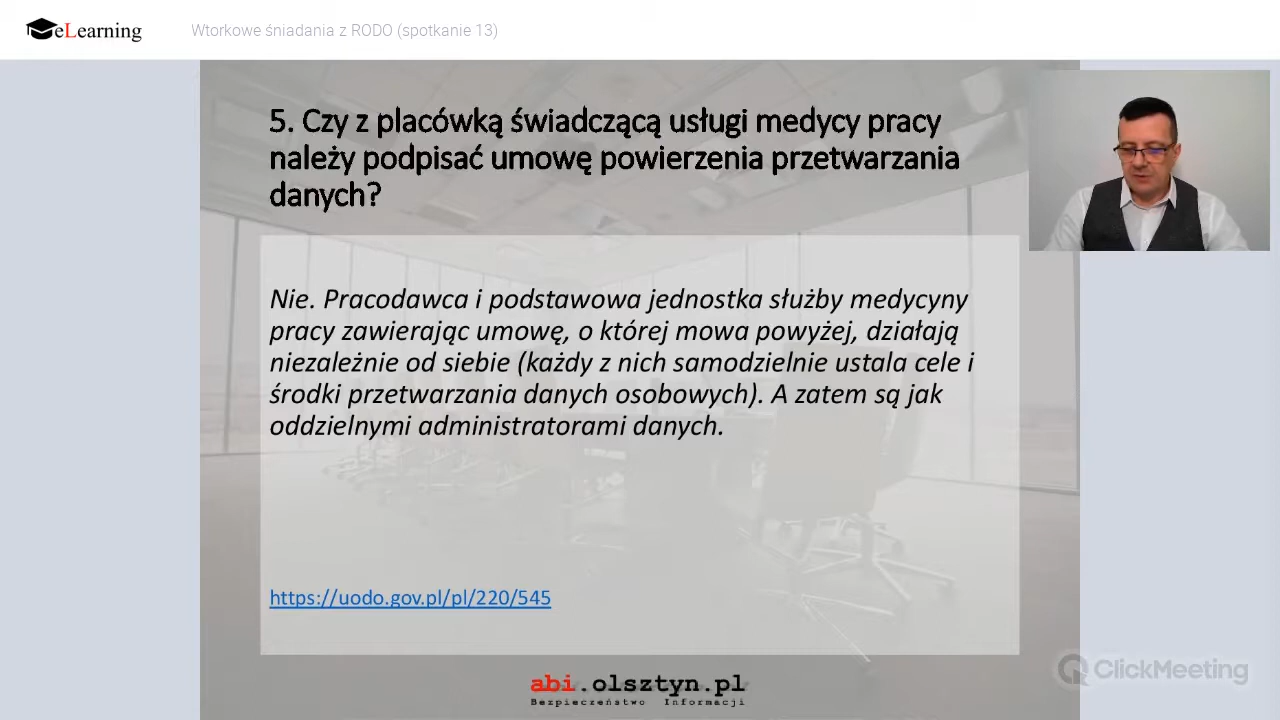 eLearning
Wtorkowe śniadania z RODO (spotkanie 13)
5. Czy z placówką świadczącą usługi medycy pracy
należy podpisać umowę powierzenia przetwarzania
danych?
Nie. Pracodawca i podstawowa jednostka służby medycyny
pracy zawierając umowę, o której mowa powyżej, działają
niezależnie od siebie (każdy z nich samodzielnie ustala cele i
środki przetwarzania danych osobowych). A zatem są jak
oddzielnymi administratorami danych.
https://uodo.gov.pl/pl/220/545
abi.olsztyn.pl
Bezpieczeństwo Informacji
ClickMeeting